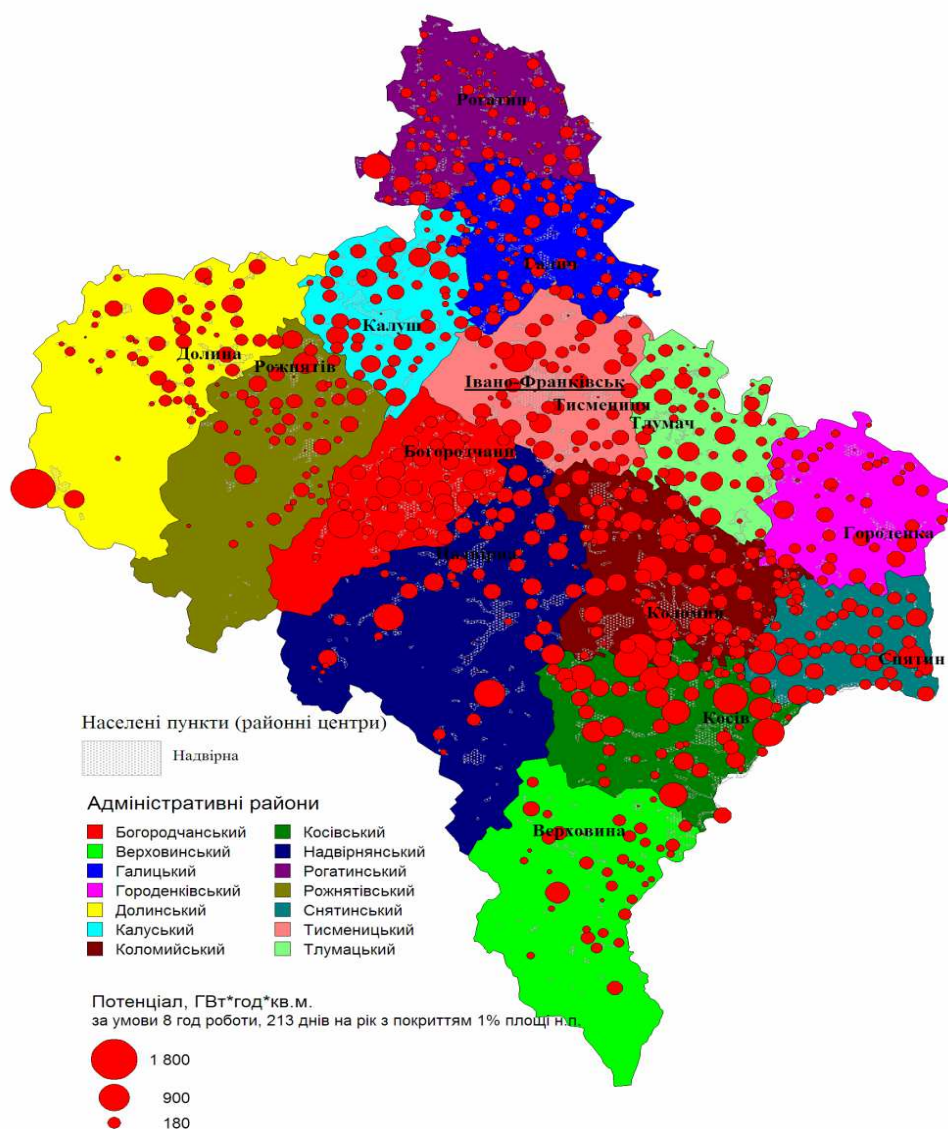 Рогатин
Галич
Калуш
Долина
Рожнятів
Івано-Франківськ
Тисмениця
Тлумач
Богородчани
Городенка
Надвірна
Коломия
Снятин
Косів
Населені пункти (районні центри)
Надвірна
Верховина
Адміністративні райони
Богородчанський
Верховинський
Галицький
Городенківський
Долинський
Калуський
Коломийський
Косівський
Надвірнянський
Рогатинський
Рожнятівський
Снятинський
Тисменицький
Тлумацький
Потенціал, ГВт*год*кв.м.
за умови 8 год роботи, 213 днів на рік з покриттям 1% площі н.п.
1 800
900
180